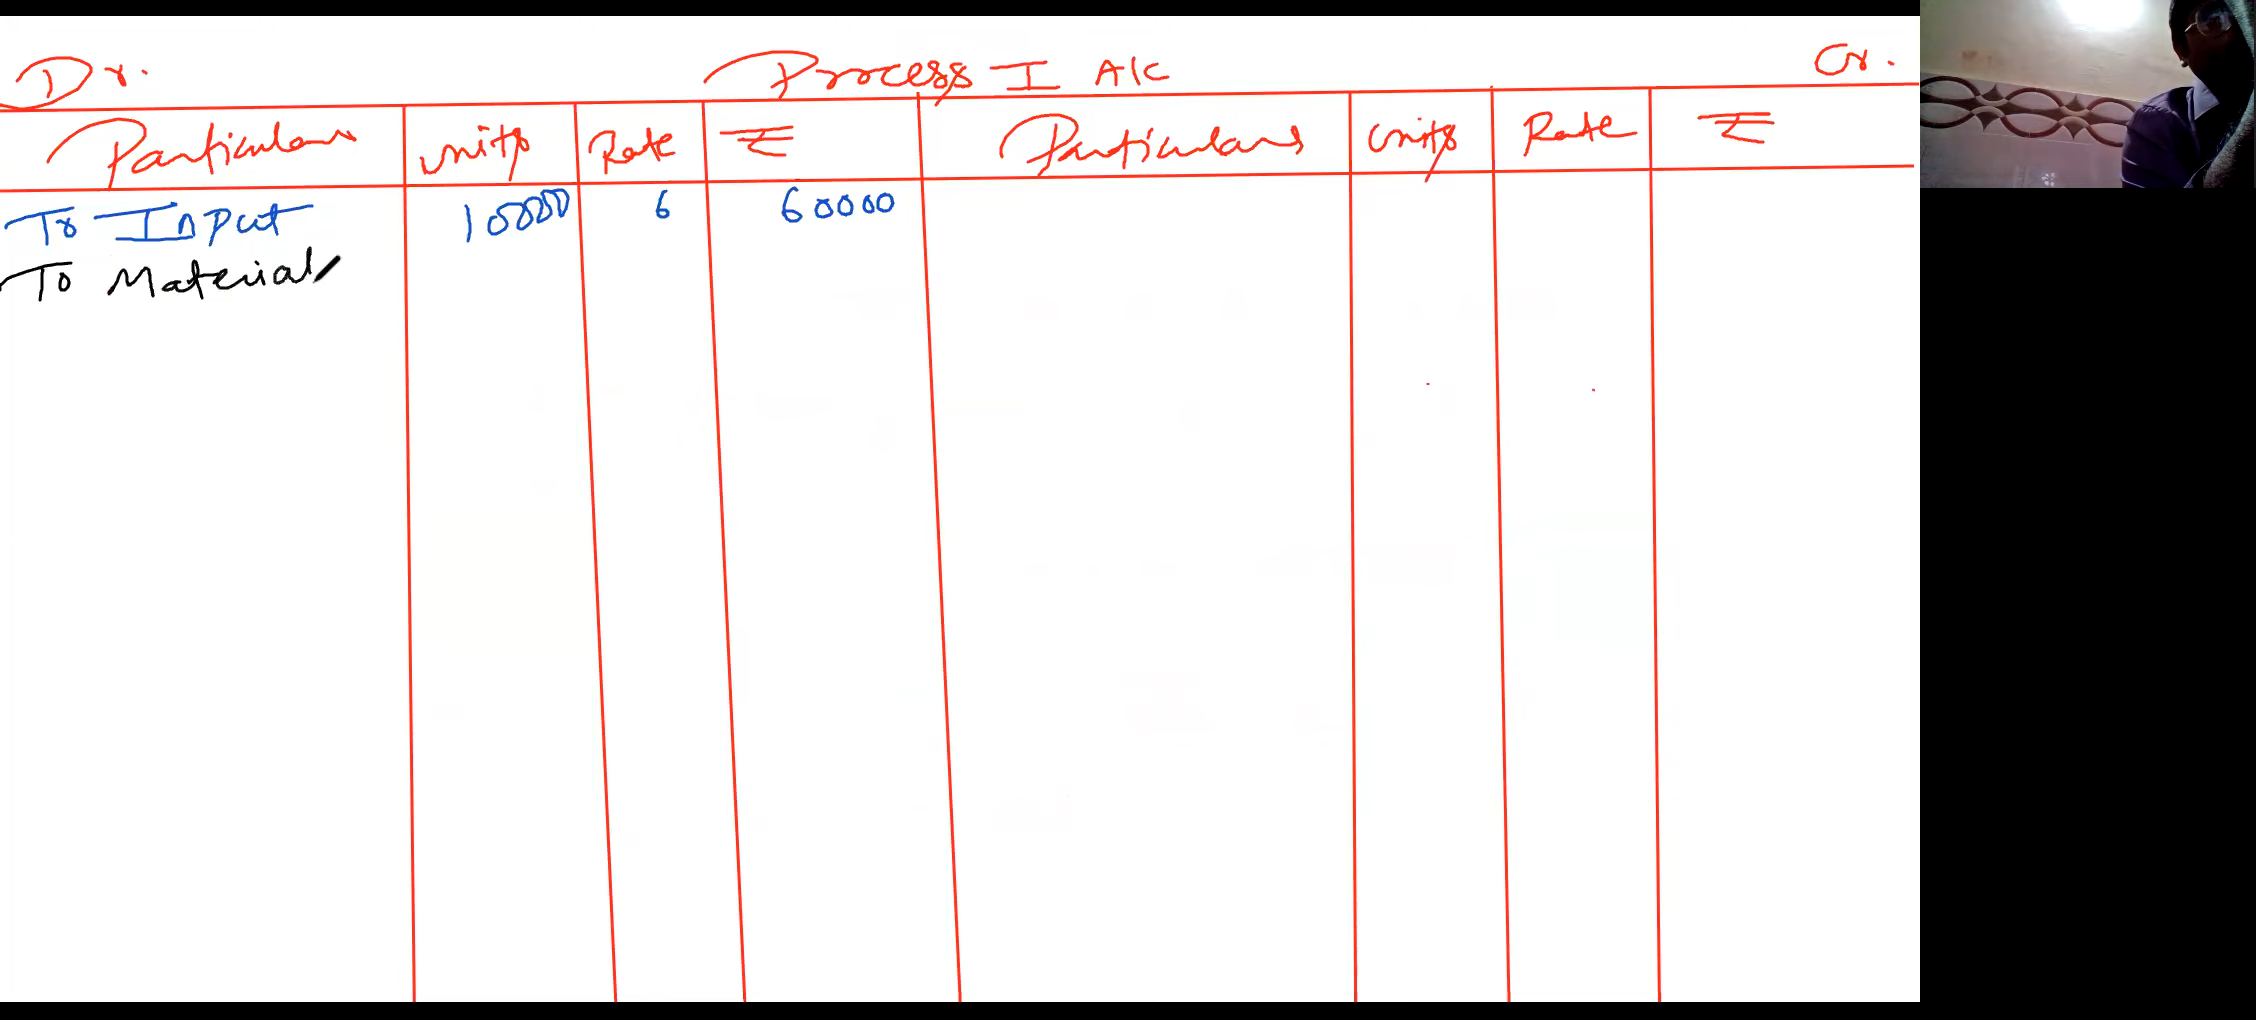 Dr. Process I A/C Cr.
Particulars units Rate ₹ Particulars units Rate ₹
To Input 10000 6 60000
To Material